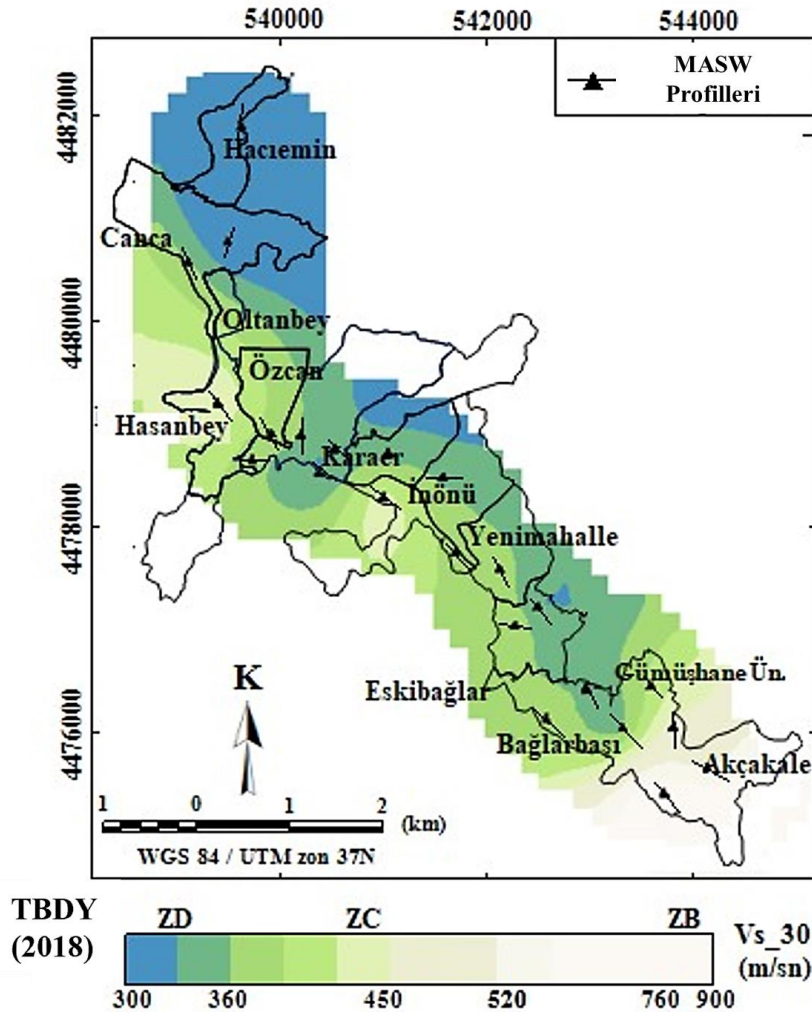 540000 542000 544000
MASW
Profilleri
4482000
Hacıemin
Canca
4480000
Oltanbey
Özcan
Hasanbey
Karaer
İnönü
4478000
Yenimahalle
K
Eskibağlar
Gümüşhane Ün.
4476000
Bağlarbaşı
Akçakale
1 0 1 2 (km)
WGS 84 / UTM zon 37N
TBDY
(2018)
ZD ZC ZB
Vs_30
(m/sn)
300 360 450 520 760 900